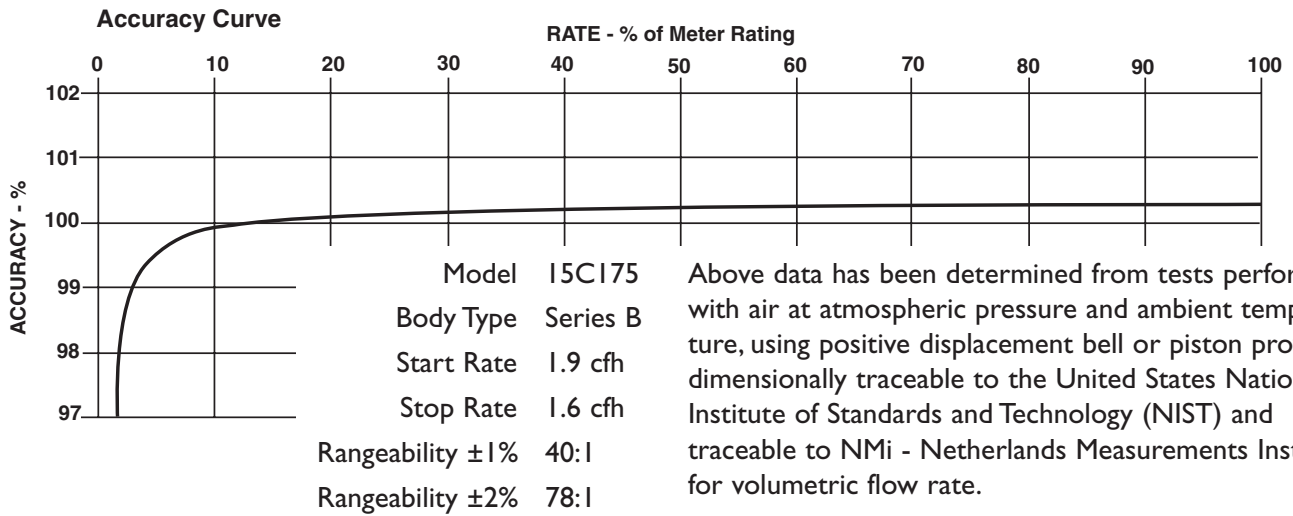 Accuracy Curve
RATE - % of Meter Rating
0 10 20 30 40 50 60 70 80 90 100
ACCURACY - %
102
101
100
99
98
97
Model 15C175
Body Type Series B
Start Rate 1.9 cfh
Stop Rate 1.6 cfh
Rangeability ±1% 40:1
Rangeability ±2% 78:1
Above data has been determined from tests perfor
with air at atmospheric pressure and ambient temp
ture, using positive displacement bell or piston pro
dimensionally traceable to the United States Natio
Institute of Standards and Technology (NIST) and
traceable to NMi - Netherlands Measurements Inst
for volumetric flow rate.